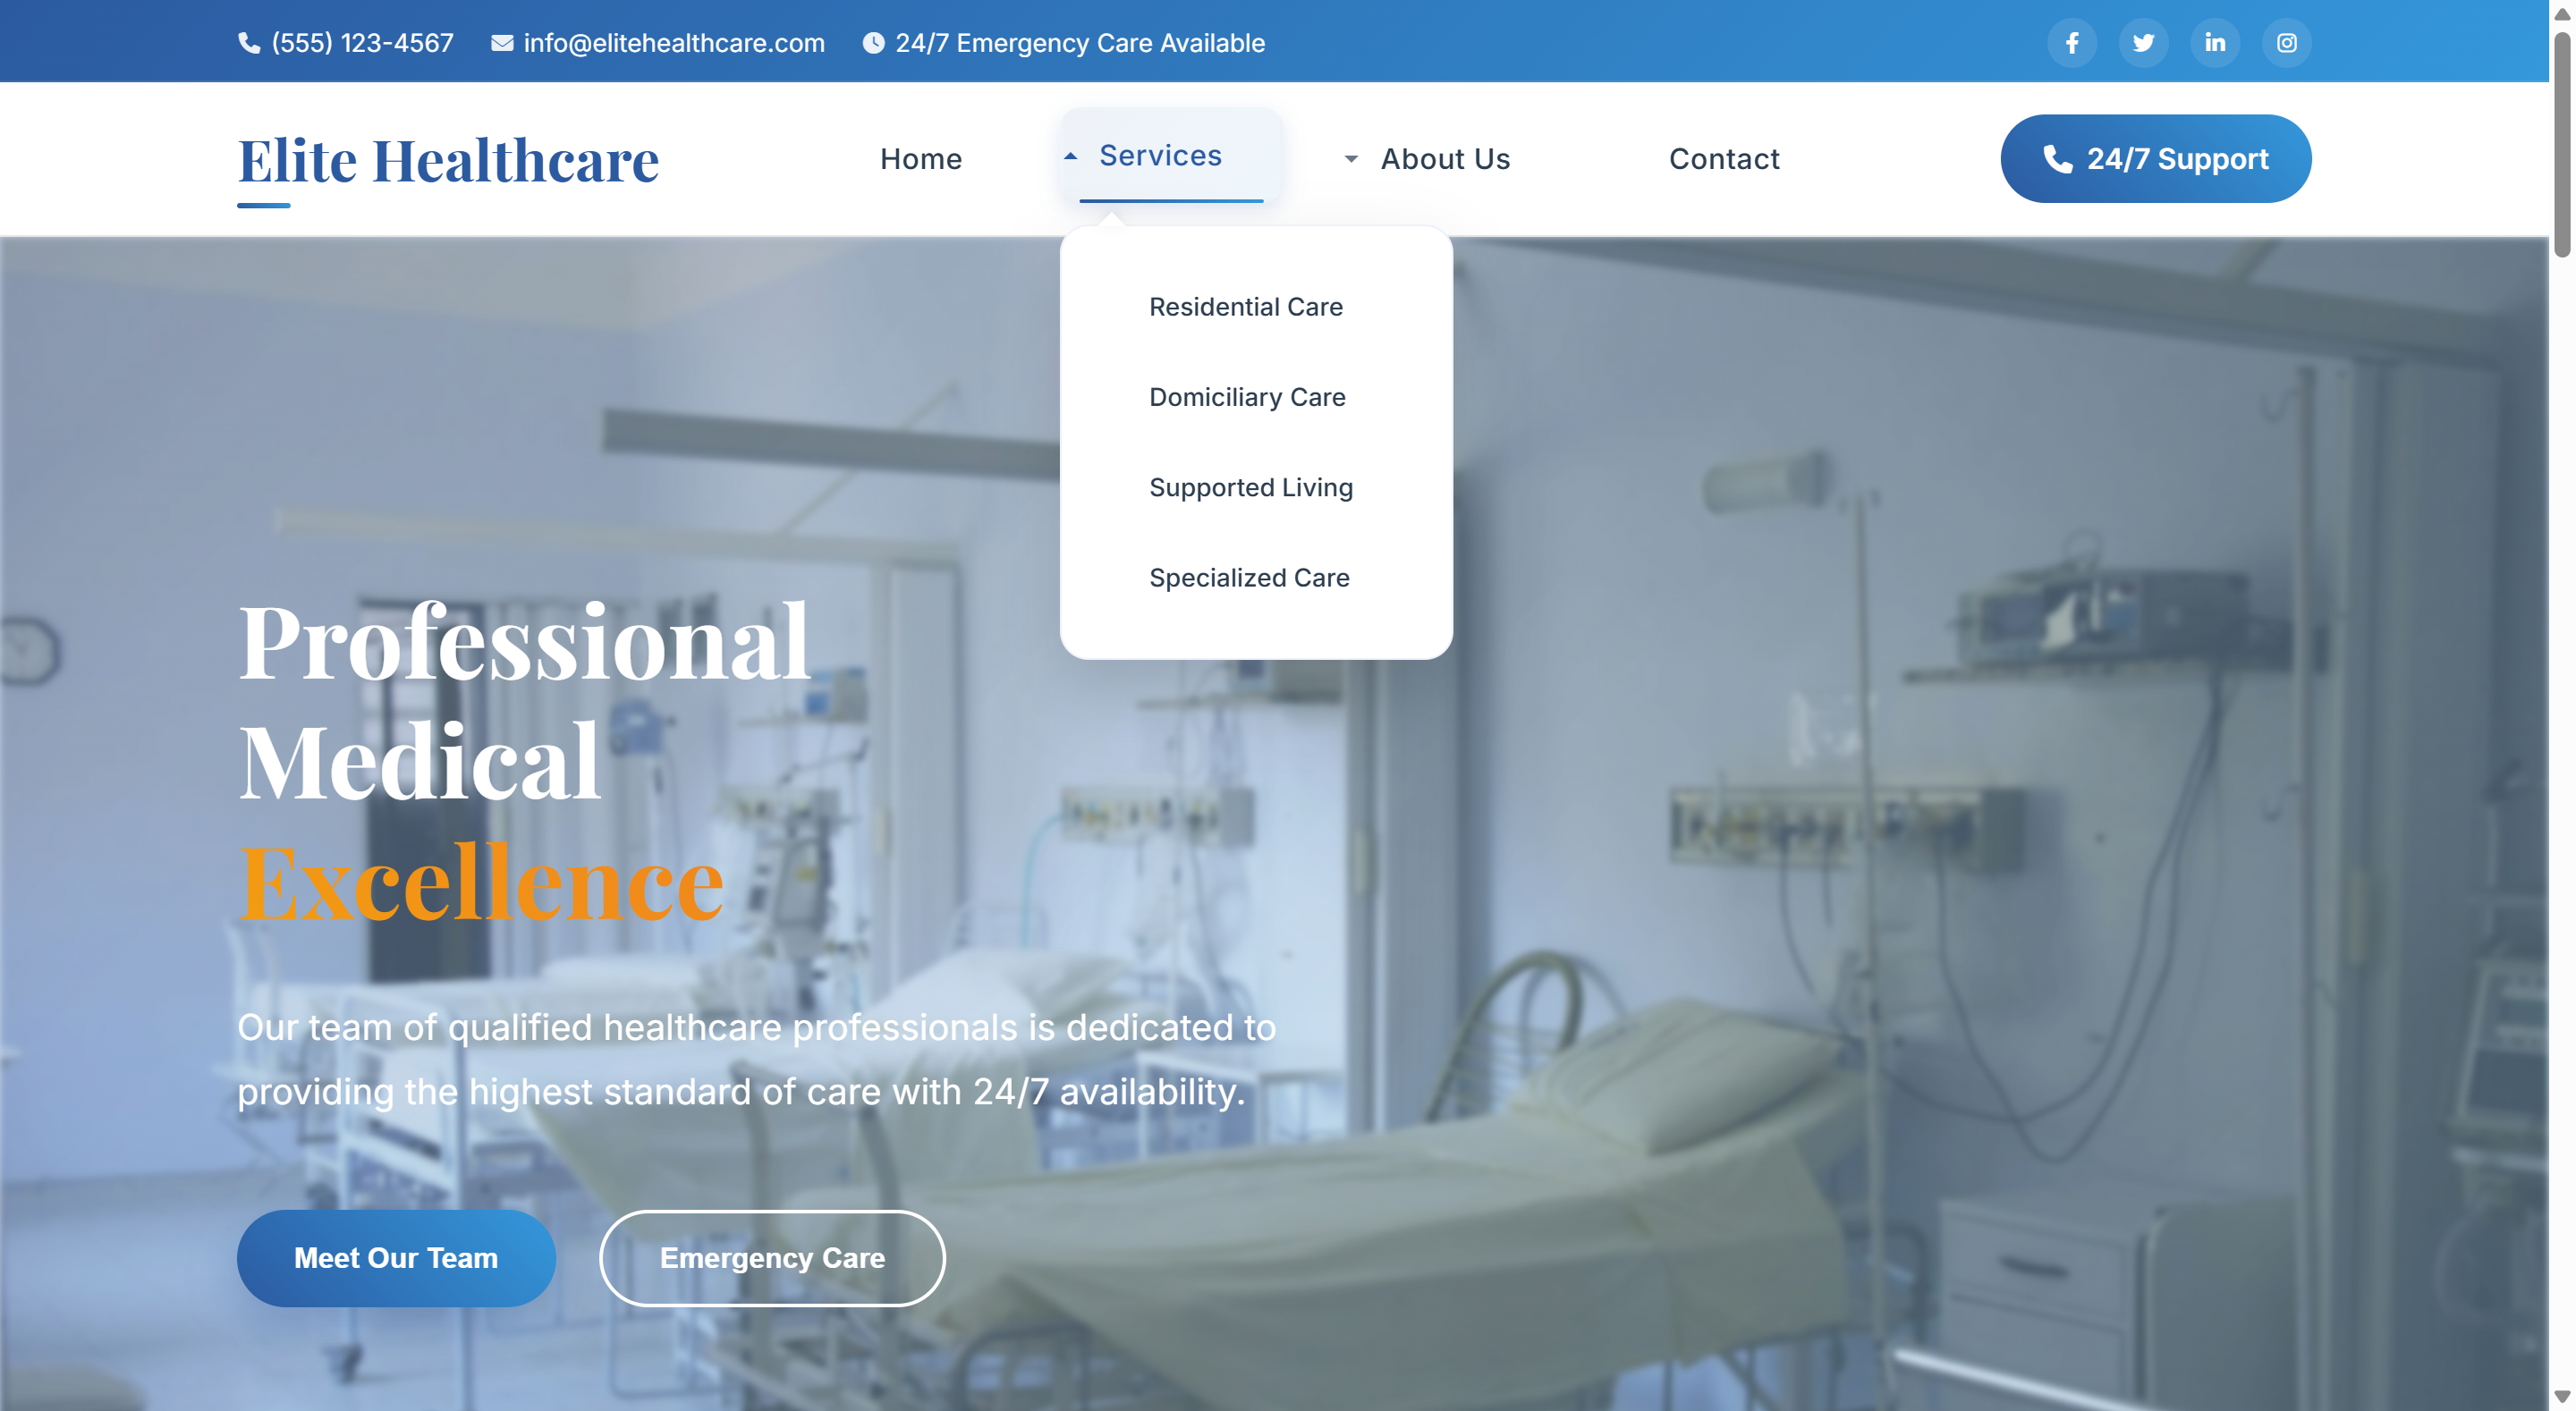 (555) 123-4567 info@elitehealthcare.com 24/7 Emergency Care Available
Elite Healthcare Home Services About Us Contact 24/7 Support
Residential Care
Domiciliary Care
Supported Living
Specialized Care
Professional
Medical
Excellence
Our team of qualified healthcare professionals is dedicated to
providing the highest standard of care with 24/7 availability.
Meet Our Team Emergency Care